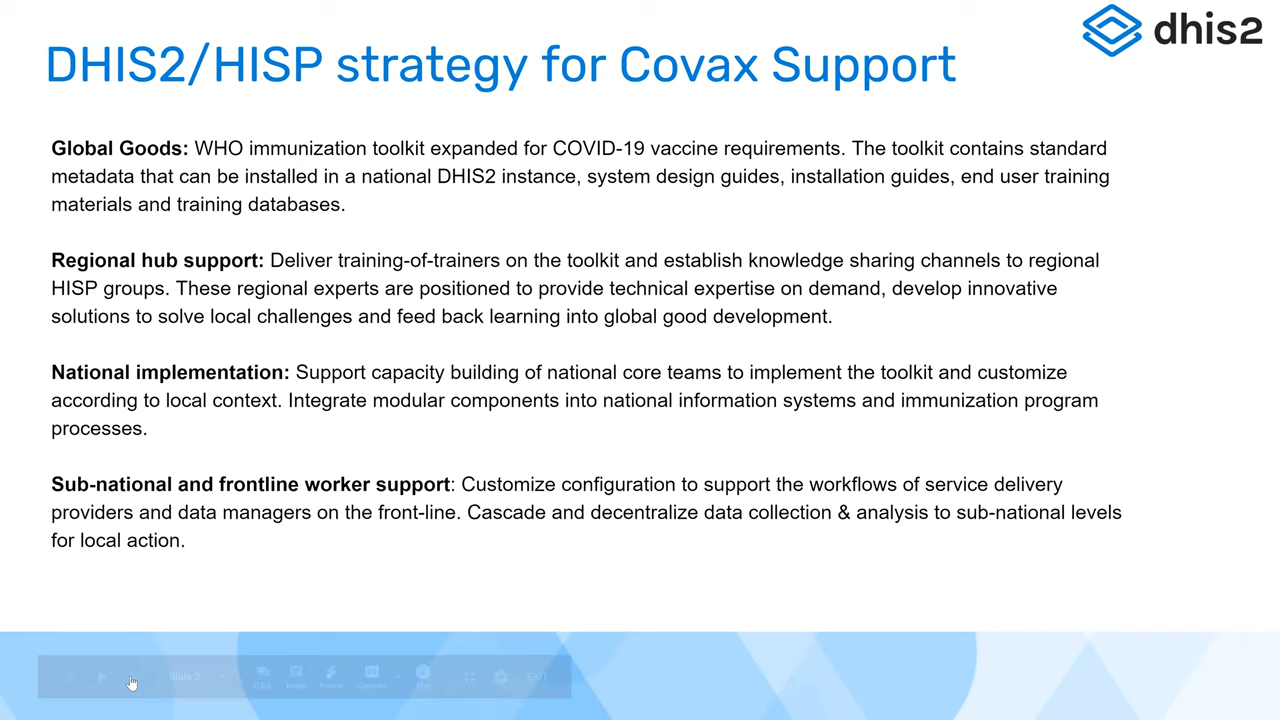 DHIS2/HISP strategy for Covax Support
dhis2
Global Goods: WHO immunization toolkit expanded for COVID-19 vaccine requirements. The toolkit contains standard
metadata that can be installed in a national DHIS2 instance, system design guides, installation guides, end user training
materials and training databases.
Regional hub support: Deliver training-of-trainers on the toolkit and establish knowledge sharing channels to regional
HISP groups. These regional experts are positioned to provide technical expertise on demand, develop innovative
solutions to solve local challenges and feed back learning into global good development.
National implementation: Support capacity building of national core teams to implement the toolkit and customize
according to local context. Integrate modular components into national information systems and immunization program
processes.
Sub-national and frontline worker support: Customize configuration to support the workflows of service delivery
providers and data managers on the front-line. Cascade and decentralize data collection & analysis to sub-national levels
for local action.
Slide 2
Q&A Notes Pointer Captions EXIT